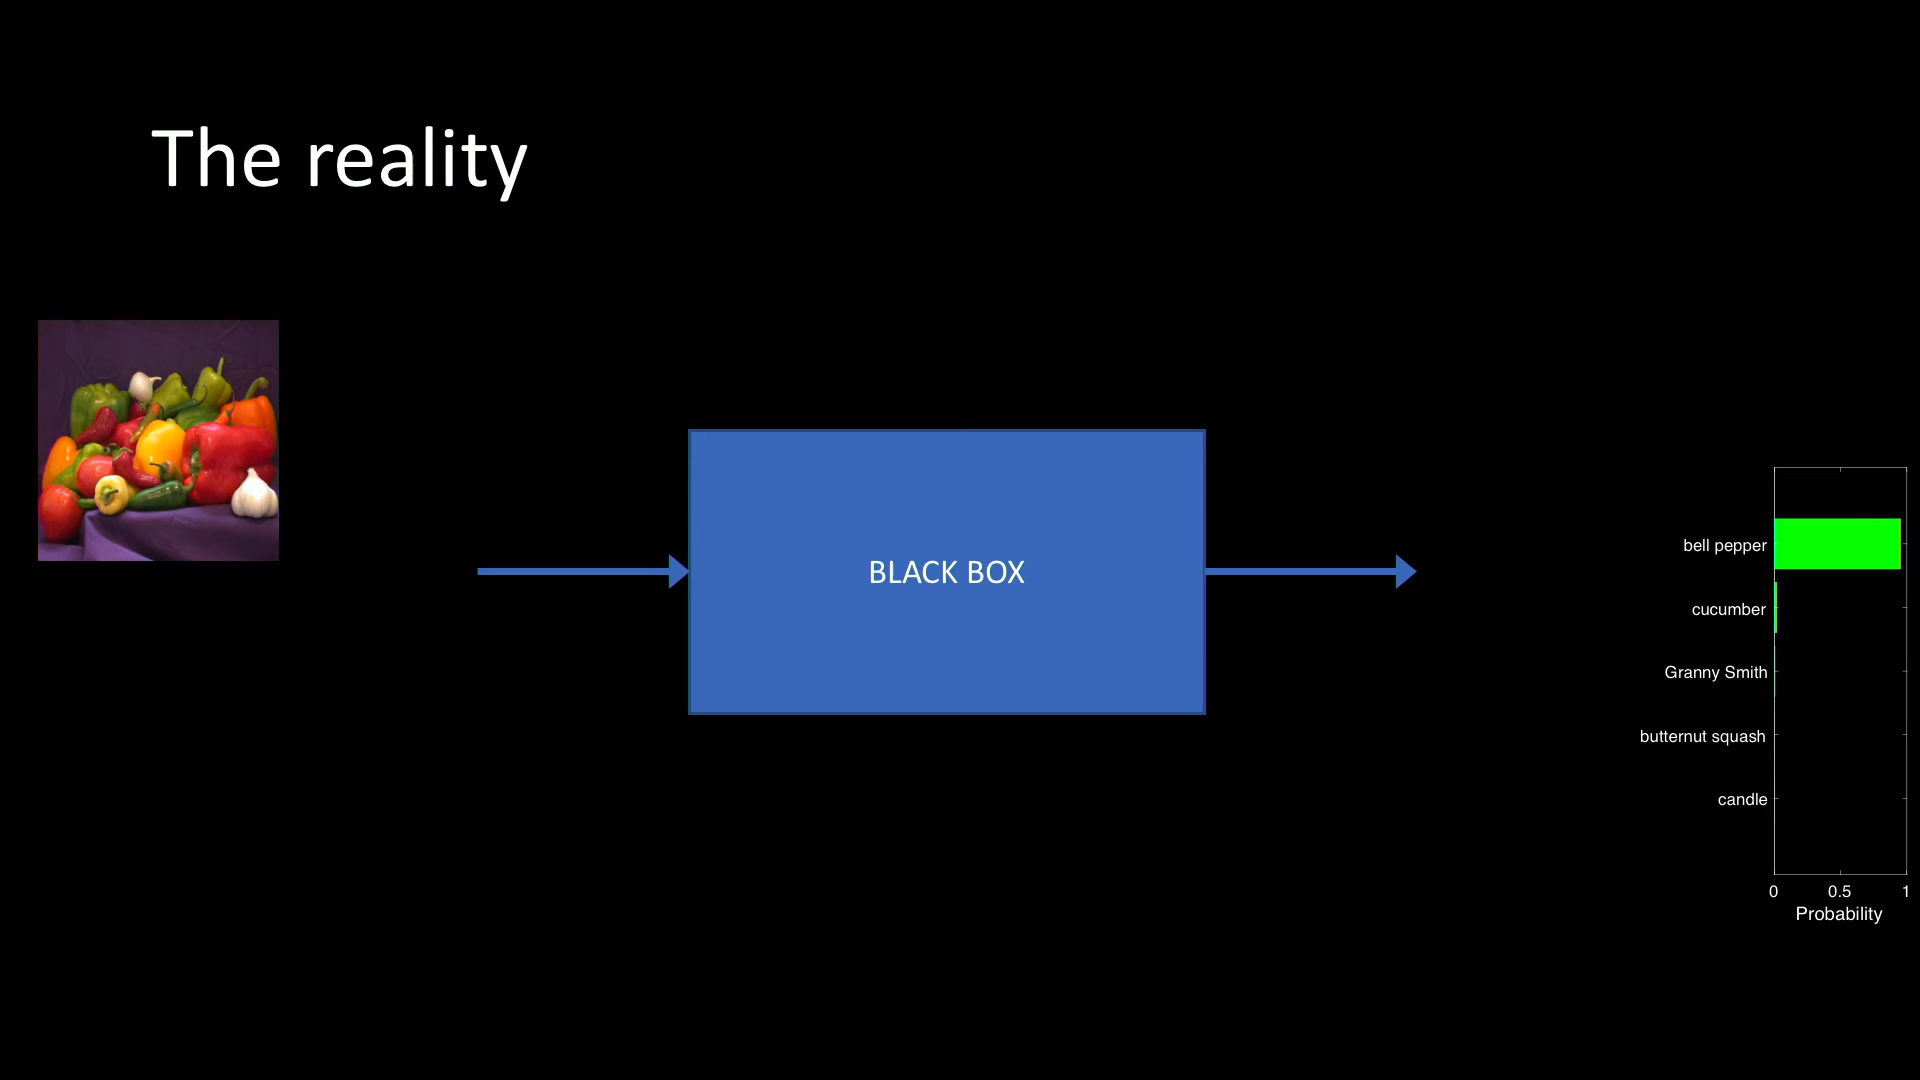 The reality
BLACK BOX
bell pepper
cucumber
Granny Smith
butternut squash
candle
0 0.5 1
Probability